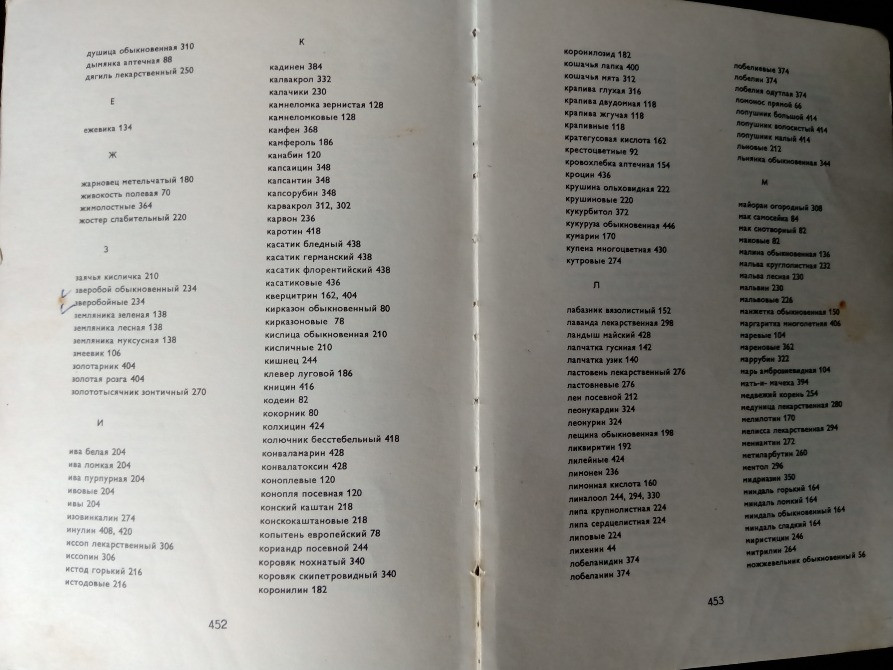 душица обыкновенная 310
дымянка аптечная 88
дягиль лекарственный 250
Е
ежевика 134
Ж
жарновец метельчатый 180
живокость полевая 70
жимолостные 364
жостер слабительный 220
З
заячья кисличка 210
зверобой обыкновенный 234
зверобойные 234
земляника зеленая 138
земляника лесная 138
земляника муксусная 138
змеевик 106
золотарник 404
золотая розга 404
золототысячник зонтичный 270
И
ива белая 204
ива ломкая 204
ива пурпурная 204
ивовые 204
ивы 204
изовинкалин 274
инулин 408, 420
иссоп лекарственный 306
иссопин 306
истод горький 216
истодовые 216
К
кадинен 384
калвакрол 332
калачики 230
камнеломка зернистая 128
камнеломковые 128
камфен 368
камфероль 186
канабин 120
капсаицин 348
капсантин 348
капсорубин 348
карвакрол 312, 302
карвон 236
каротин 418
касатик бледный 438
касатик германский 438
касатик флорентийский 438
касатиковые 436
кверцитрин 162, 404
кирказон обыкновенный 80
кирказоновые 78
кислица обыкновенная 210
кисличные 210
кишнец 244
клевер луговой 186
кницин 416
кодеин 82
кокорник 80
колхицин 424
колючник бесстебельный 418
конваламарин 428
конвалатоксин 428
коноплевые 120
конопля посевная 120
конский каштан 218
конскокаштановые 218
копытень европейский 78
кориандр посевной 244
коровяк мохнатый 340
коровяк скипетровидный 340
коронилин 182
452
коронилозид 182
кошачья лапка 400
кошачья мята 312
крапива глухая 316
крапива двудомная 118
крапива жгучая 118
крапивные 118
кратегусовая кислота 162
крестоцветные 92
кровохлебка аптечная 154
кроцин 436
крушина ольховидная 222
крушиновые 220
кукурбитол 372
кукуруза обыкновенная 446
кумарин 170
купена многоцветная 430
кутровые 274
Л
лабазник вязолистный 152
лаванда лекарственная 298
ландыш майский 428
лапчатка гусиная 142
лапчатка узик 140
ластовень лекарственный 276
ластовневые 276
лен посевной 212
леонукардин 324
леонурин 324
лещина обыкновенная 198
ликвиритин 192
лилейные 424
лимонен 236
лимонная кислота 160
линалоол 244, 294, 330
липа крупнолистная 224
липа сердцелистная 224
липовые 224
лихенин 44
лобеланидин 374
лобеланин 374
лобелиевые 374
лобелин 374
лобелия одутлая 374
ломонос прямой 66
лопушник большой 414
лопушник волосистый 414
лопушник малый 414
льновые 212
льнянка обыкновенная 344
М
майоран огородный 308
мак самосейка 84
мак снотворный 82
маковые 82
малина обыкновенная 136
мальва круглолистная 232
мальва лесная 230
мальвин 230
мальвовые 226
манжетка обыкновенная 150
маргаритка многолетняя 406
маревые 104
мареновые 362
маррубин 322
марь амброзиевидная 104
мать-и- мачеха 394
медвежий корень 254
медуница лекарственная 280
мелилотин 170
мелисса лекарственная 294
мениантин 272
метиларбутин 260
ментол 296
мидриазин 350
миндаль горький 164
миндаль ломкий 164
миндаль обыкновенный 164
миндаль сладкий 164
миристицин 246
митрилин 264
можжевельник обыкновенный 56
453